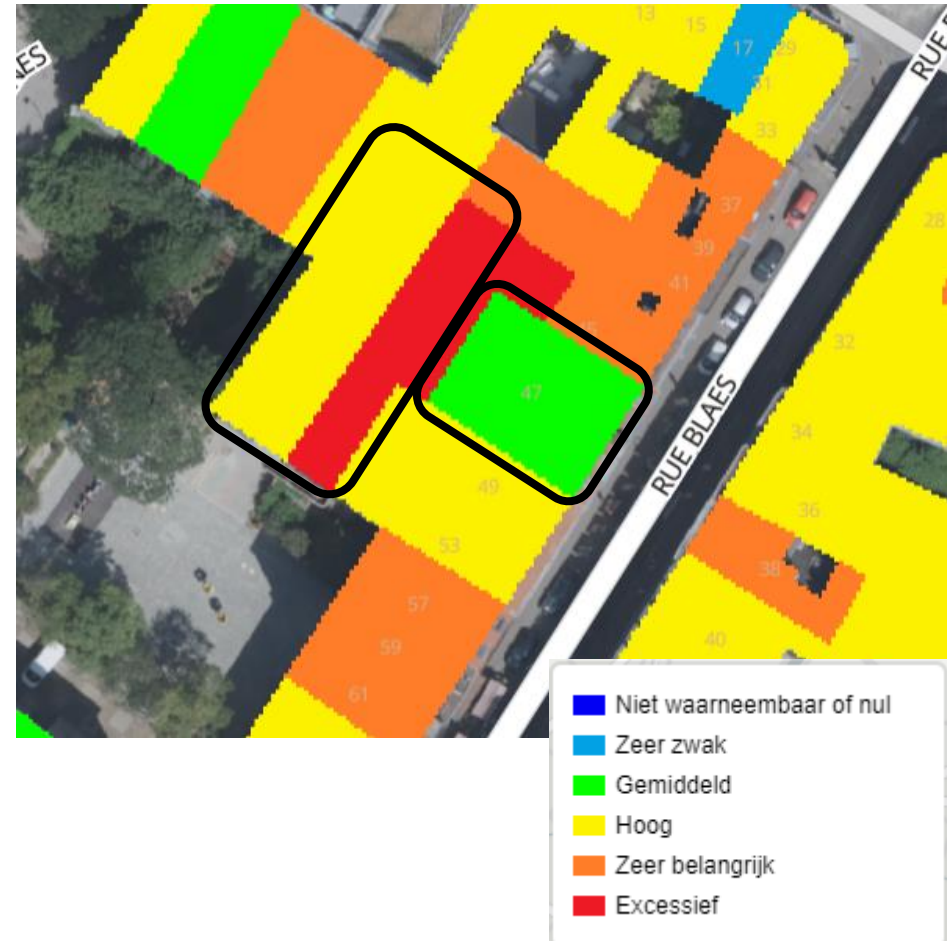 13
15
17
29
31
33
AES
RUE B
37
39
41
28
32
47
RUE BLAES
34
49
36
53
38
57
59
40
61
Niet waarneembaar of nul
Zeer zwak
Gemiddeld
Hoog
Zeer belangrijk
Excessief